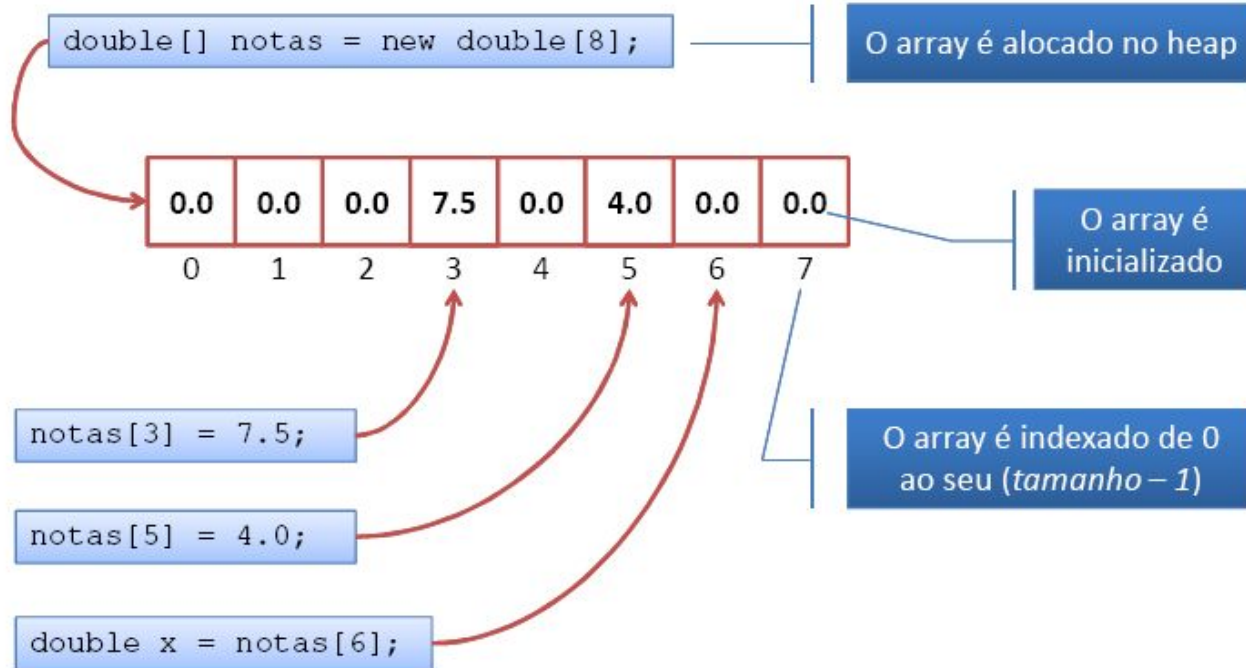 double[] notas = new double[8];
O array é alocado no heap
0.0 0.0 0.0 7.5 0.0 4.0 0.0 0.0
0 1 2 3 4 5 6 7
O array é
inicializado
notas[3] = 7.5;
O array é indexado de 0
ao seu (tamanho – 1)
notas[5] = 4.0;
double x = notas[6];